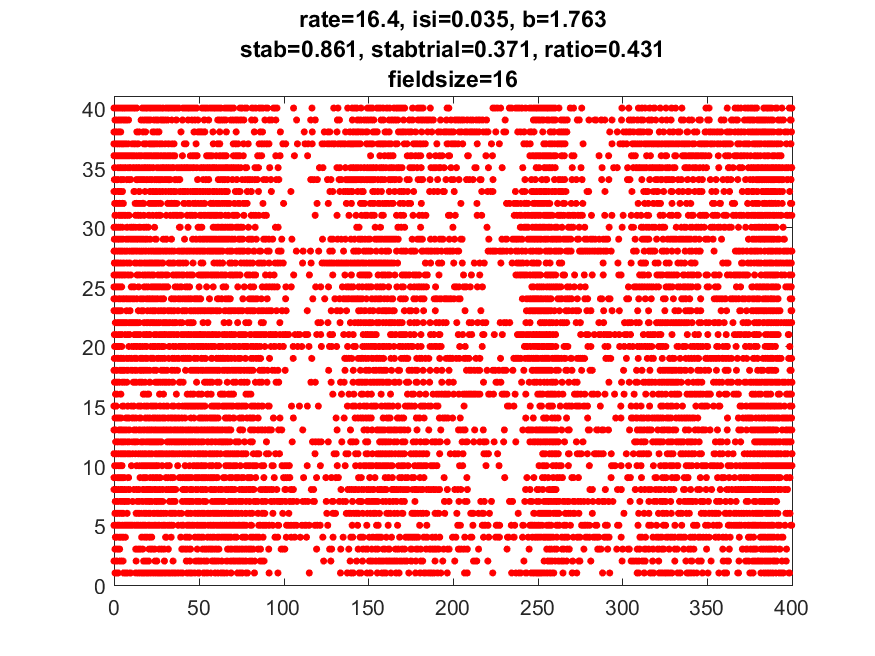 rate=16.4, isi=0.035, b=1.763
stab=0.861, stabtrial=0.371, ratio=0.431
fieldsize=16
40
35
30
25
20
15
10
5
0
0 50 100 150 200 250 300 350 400